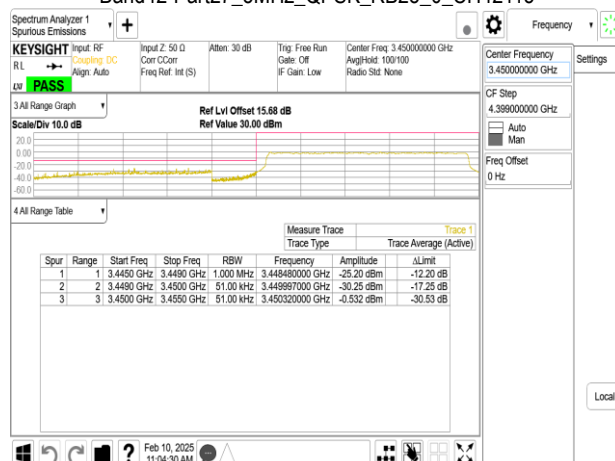 Spectrum Analyzer 1
Spurious Emissions
Frequency
KEYSIGHT
Input: RF
Coupling: DC
Align: Auto
Input Z: 50 Ω
Corr CCorr
Freq Ref: Int (S)
Atten: 30 dB
Trig: Free Run
Gate: Off
IF Gain: Low
Center Freq: 3.450000000 GHz
Avg|Hold: 100/100
Radio Std: None
RL
LXI
PASS
Center Frequency
3.450000000 GHz
Settings
CF Step
4.399000000 GHz
Auto
Man
Freq Offset
0 Hz
3 All Range Graph
Scale/Div 10.0 dB
Ref Lvl Offset 15.68 dB
Ref Value 30.00 dBm
20.0
0.00
-20.0
-40.0
-60.0
4 All Range Table
Measure Trace Trace 1
Trace Type Trace Average (Active)
Spur Range Start Freq Stop Freq RBW Frequency Amplitude ΔLimit
1 1 3.4450 GHz 3.4490 GHz 1.000 MHz 3.448480000 GHz -25.20 dBm -12.20 dB
2 2 3.4490 GHz 3.4500 GHz 51.00 kHz 3.449997000 GHz -30.25 dBm -17.25 dB
3 3 3.4500 GHz 3.4550 GHz 51.00 kHz 3.450320000 GHz -0.532 dBm -30.53 dB
Local
?
Feb 10, 2025
11:04:30 AM